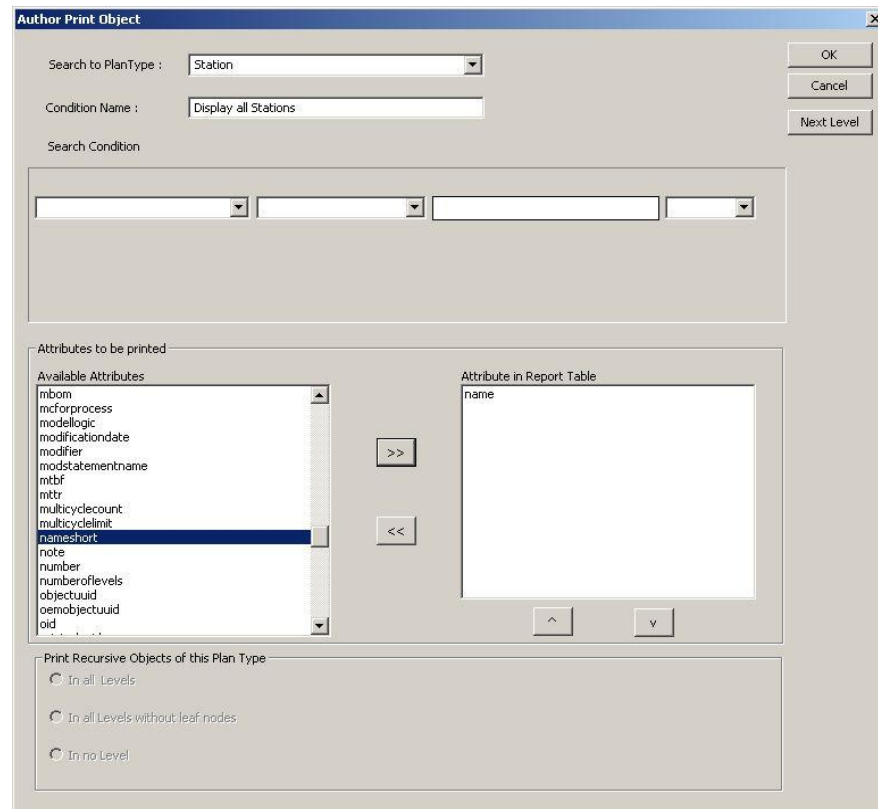 Author Print Object
Search to PlanType : Station
OK
Cancel
Condition Name : Display all Stations
Next Level
Search Condition
Attributes to be printed
Available Attributes
Attribute in Report Table
mbom
mcforprocess
modellogic
modificationdate
modifier
modstatementname
mtbf
mttr
multicyclecount
multicyclelimit
nameshort
note
number
numberoflevels
objectuuid
oemobjectuuid
oid
name
>>
<<
^
v
Print Recursive Objects of this Plan Type
In all Levels
In all Levels without leaf nodes
In no Level